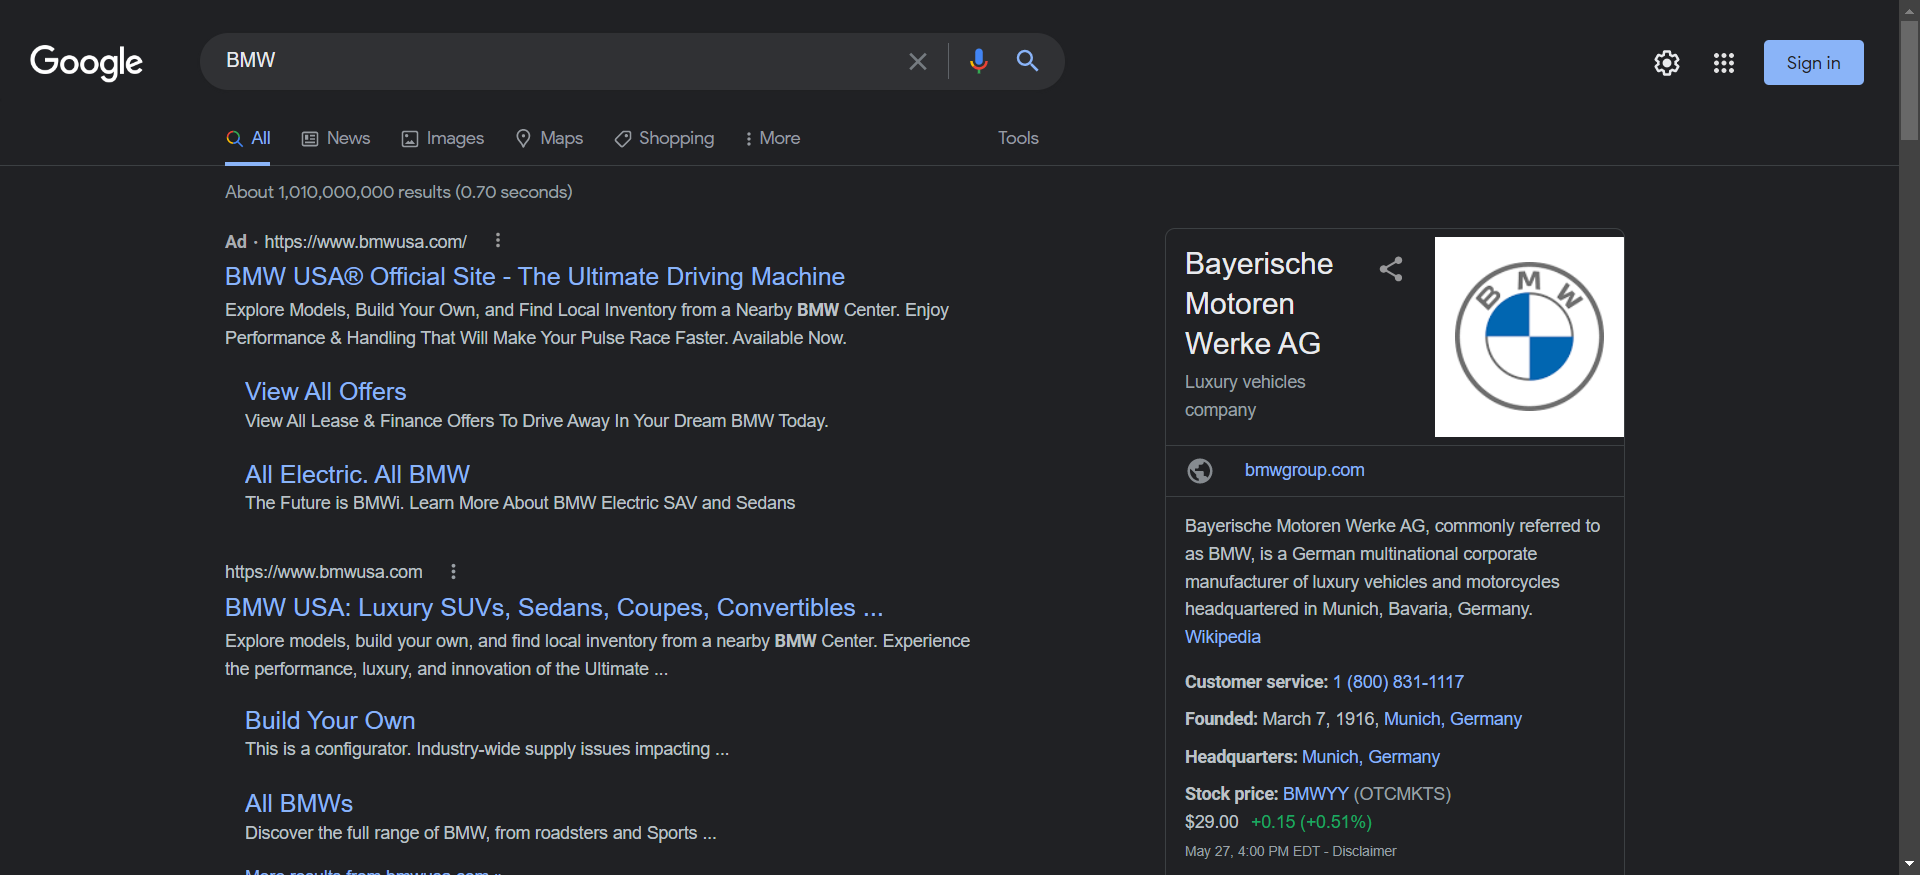 Google
BMW
Sign in
All
News
Images
Maps
Shopping
More
Tools
About 1,010,000,000 results (0.70 seconds)
Ad · https://www.bmwusa.com/
BMW USA® Official Site - The Ultimate Driving Machine
Explore Models, Build Your Own, and Find Local Inventory from a Nearby BMW Center. Enjoy
Performance & Handling That Will Make Your Pulse Race Faster. Available Now.
View All Offers
View All Lease & Finance Offers To Drive Away In Your Dream BMW Today.
All Electric. All BMW
The Future is BMWi. Learn More About BMW Electric SAV and Sedans
https://www.bmwusa.com
BMW USA: Luxury SUVs, Sedans, Coupes, Convertibles ...
Explore models, build your own, and find local inventory from a nearby BMW Center. Experience
the performance, luxury, and innovation of the Ultimate ...
Build Your Own
This is a configurator. Industry-wide supply issues impacting ...
All BMWs
Discover the full range of BMW, from roadsters and Sports ...
More results from bmwusa.com »
Bayerische
Motoren
Werke AG
Luxury vehicles
company
BMW
bmwgroup.com
Bayerische Motoren Werke AG, commonly referred to
as BMW, is a German multinational corporate
manufacturer of luxury vehicles and motorcycles
headquartered in Munich, Bavaria, Germany.
Wikipedia
Customer service: 1 (800) 831-1117
Founded: March 7, 1916, Munich, Germany
Headquarters: Munich, Germany
Stock price: BMWYY (OTCMKTS)
$29.00 +0.15 (+0.51%)
May 27, 4:00 PM EDT - Disclaimer